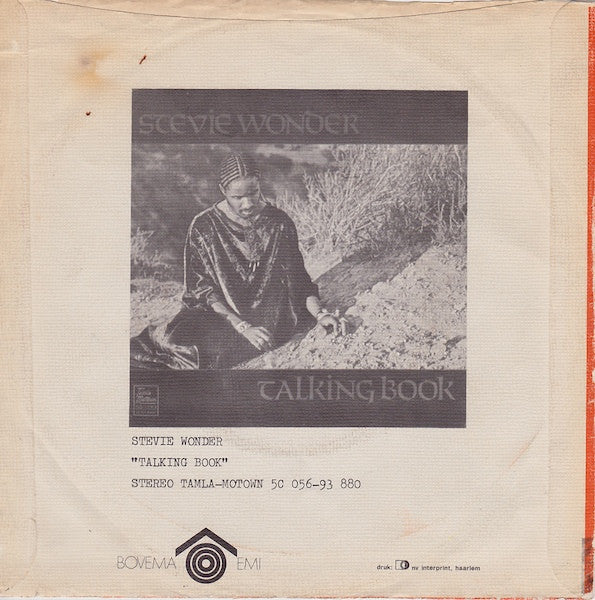 STEVIE WONDER
TALKING BOOK
STEVIE WONDER
"TALKING BOOK"
STEREO TAMLA-MOTOWN 5C 056-93 880
BOVEMA EMI
druk: nv interprint, haarlem